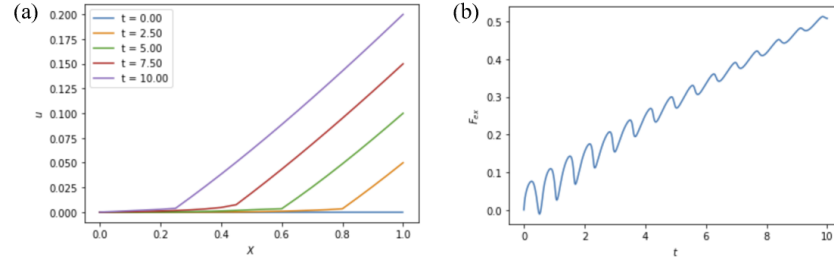 (a)
0.200
0.175
0.150
0.125
0.100
0.075
0.050
0.025
0.000
u
t = 0.00
t = 2.50
t = 5.00
t = 7.50
t = 10.00
0.0 0.2 0.4 0.6 0.8 1.0
X
(b)
0.5
0.4
0.3
0.2
0.1
0.0
F_ex
0 2 4 6 8 10
t